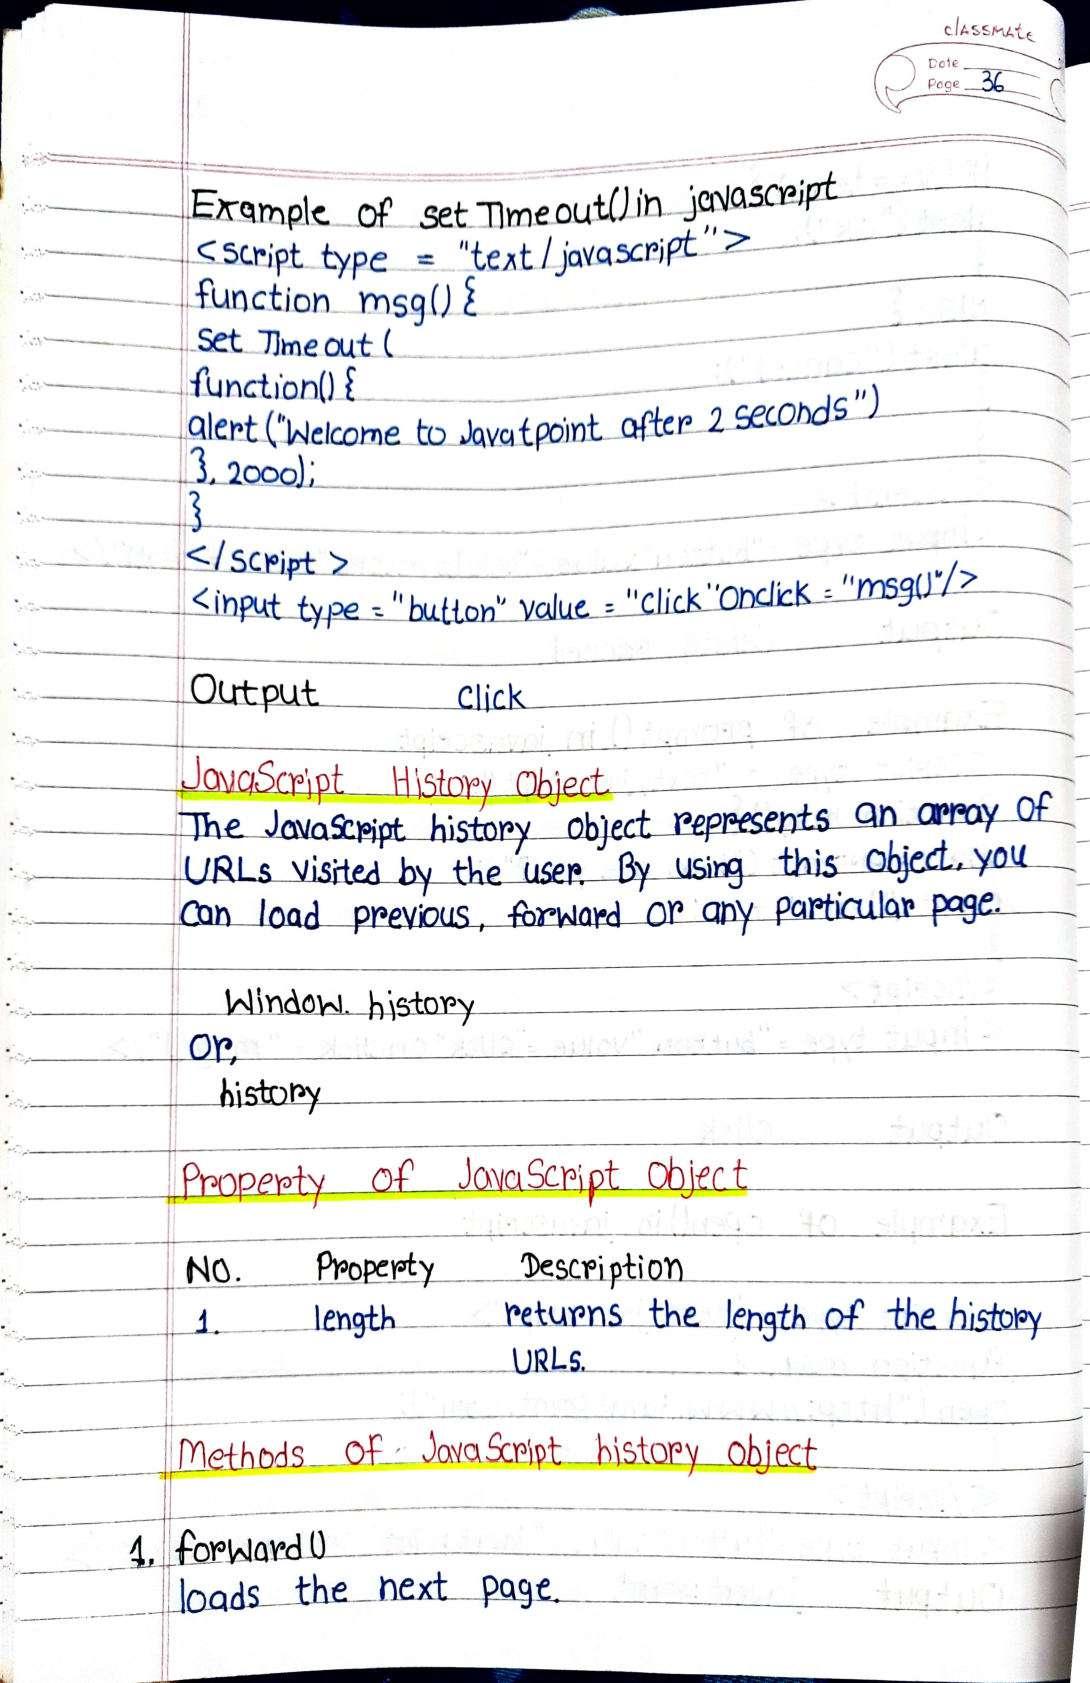 classmate
Date
Page 36
Example of set Timeout() in javascript
<script type = "text/javascript">
function msg() {
set Timeout (
function() {
alert ("Welcome to Javatpoint after 2 seconds")
}, 2000);
}
</script>
<input type = "button" value = "click" Onclick = "msg()"/>
Output click
JavaScript History Object
The JavaScript history object represents an array of
URLs visited by the user. By using this object, you
can load previous, forward or any particular page.
Window. history
Or,
history
Property of JavaScript Object
NO. Property Description
1. length returns the length of the history
URLs.
Methods of JavaScript history object
1. forward()
loads the next page.